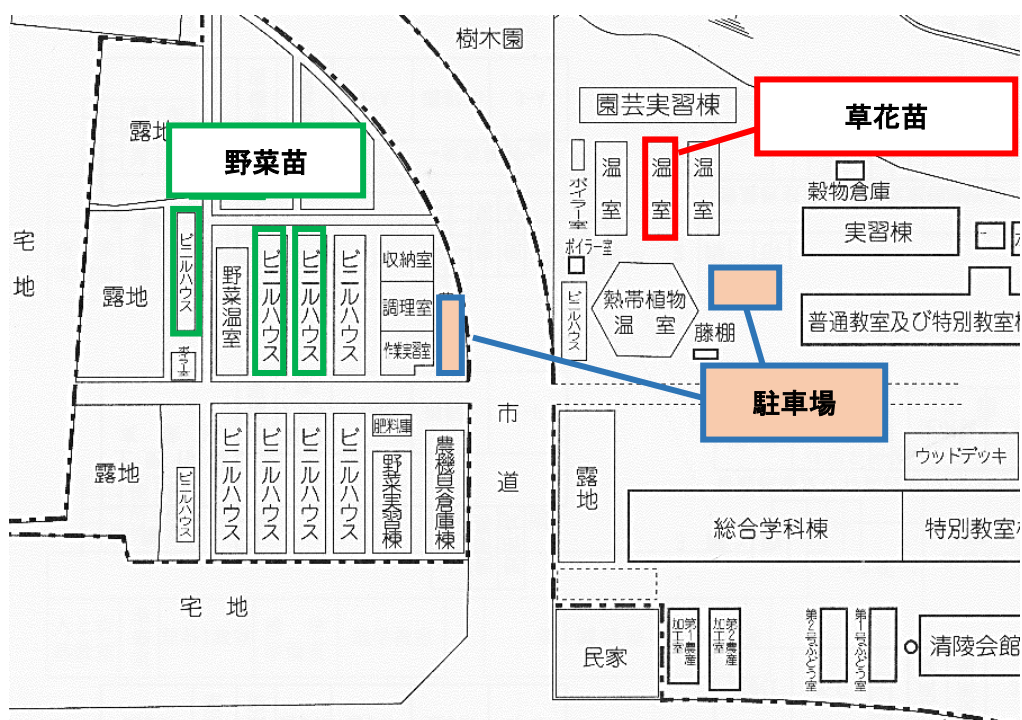 樹木園
園芸実習棟
草花苗
露地
野菜苗
ボイラー室
温室
温室
温室
穀物倉庫
実習棟
宅地
露地
ビニルハウス
野菜温室
ビニルハウス
ビニルハウス
ビニルハウス
収納室
調理室
作業実習室
ボイラー室
ボイラー室
ビニルハウス
熱帯植物
温室
藤棚
普通教室及び特別教室
駐車場
市道
露地
ビニルハウス
ビニルハウス
ビニルハウス
ビニルハウス
ビニルハウス
肥料庫
野菜実習棟
農機具倉庫棟
露地
ウッドデッキ
総合学科棟
特別教室
宅地
民家
第1農産
加工室
第2農産
加工室
第2号ぶどう室
第1号ぶどう室
清陵会館